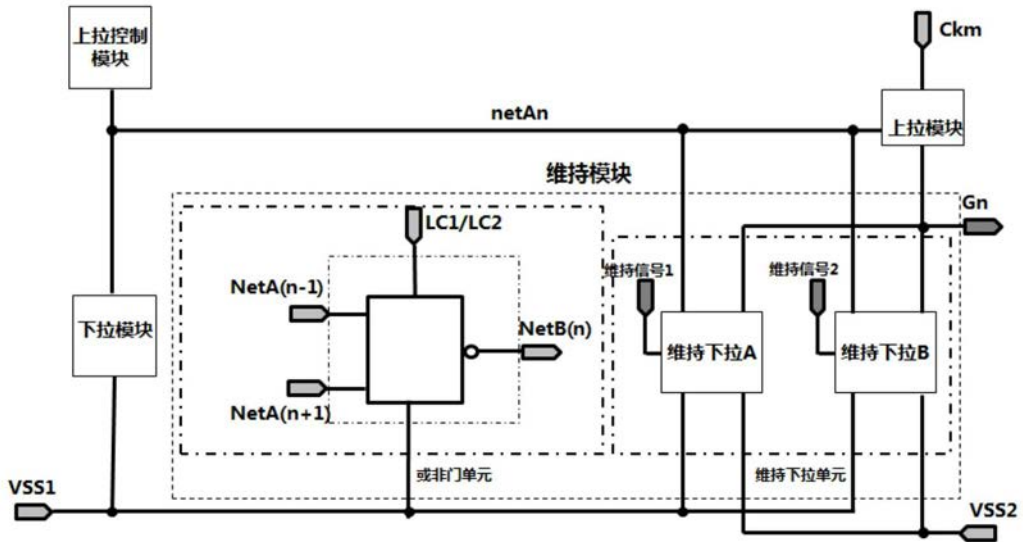 上拉控制
模块
Ckm
netAn
上拉模块
维持模块
Gn
LC1/LC2
维持信号1
维持信号2
NetA(n-1)
下拉模块
NetB(n)
维持下拉A
维持下拉B
NetA(n+1)
或非门单元
维持下拉单元
VSS1
VSS2